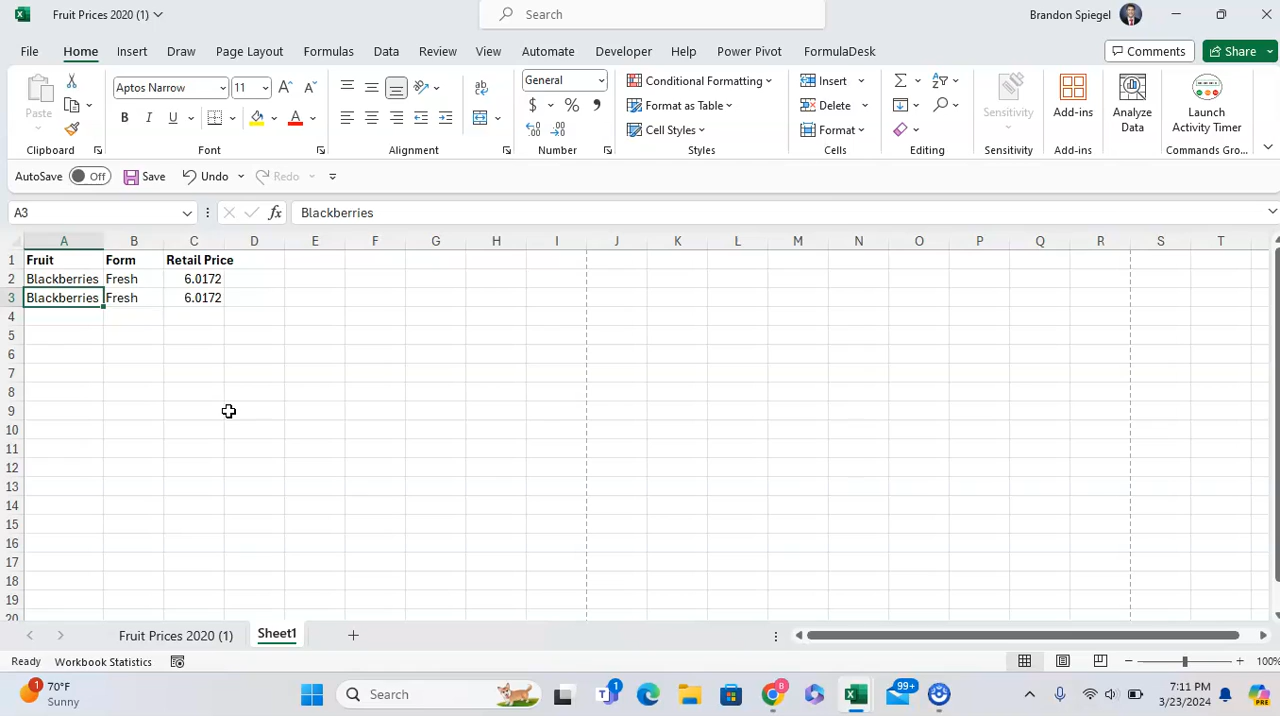 Fruit Prices 2020 (1)
Search
Brandon Spiegel
File Home Insert Draw Page Layout Formulas Data Review View Automate Developer Help Power Pivot FormulaDesk
Comments
Share
Paste
Clipboard
Aptos Narrow 11
B I U
Font
Alignment
General
$ % ,
Number
Conditional Formatting
Format as Table
Cell Styles
Styles
Insert
Delete
Format
Cells
Editing
Sensitivity
Sensitivity
Add-ins
Add-ins
Analyze
Data
Launch
Activity Timer
Commands Gro...
AutoSave Off Save Undo Redo
A3 fx Blackberries
A B C D E F G H I J K L M N O P Q R S T
1 Fruit Form Retail Price
2 Blackberries Fresh 6.0172
3 Blackberries Fresh 6.0172
4
5
6
7
8
9
10
11
12
13
14
15
16
17
18
19
20
Fruit Prices 2020 (1) Sheet1
Ready Workbook Statistics 100%
1 70°F
Sunny
Search
1
8
99+
7:11 PM
3/23/2024
PRE